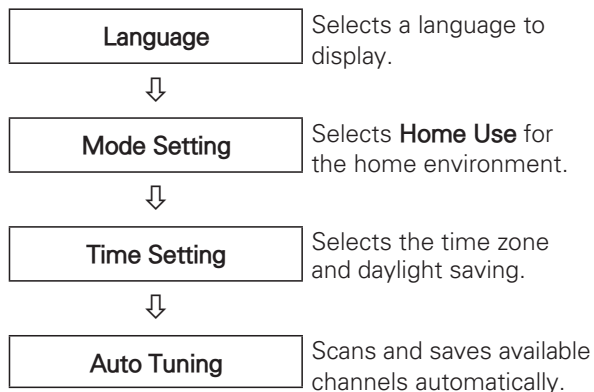 Language
Selects a language to
display.
Mode Setting
Selects Home Use for
the home environment.
Time Setting
Selects the time zone
and daylight saving.
Auto Tuning
Scans and saves available
channels automatically.